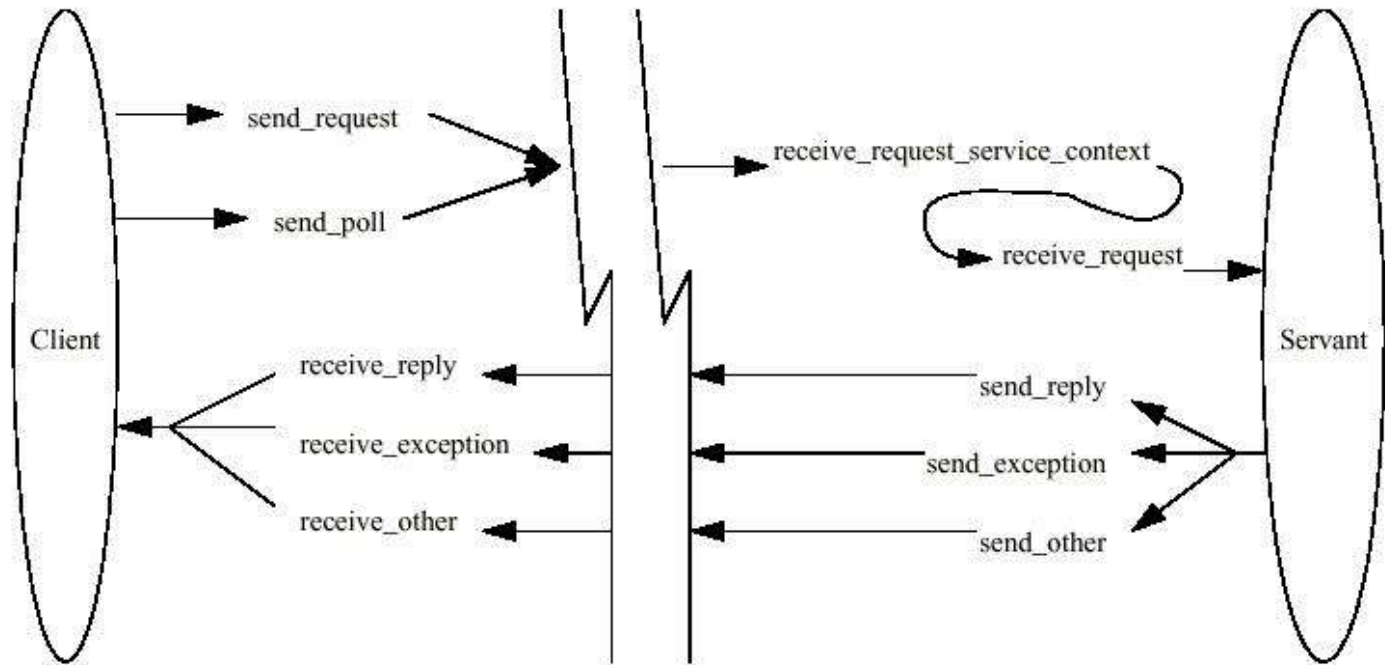 send_request
receive_request_service_context
send_poll
receive_request
Client
Servant
receive_reply
send_reply
receive_exception
send_exception
receive_other
send_other